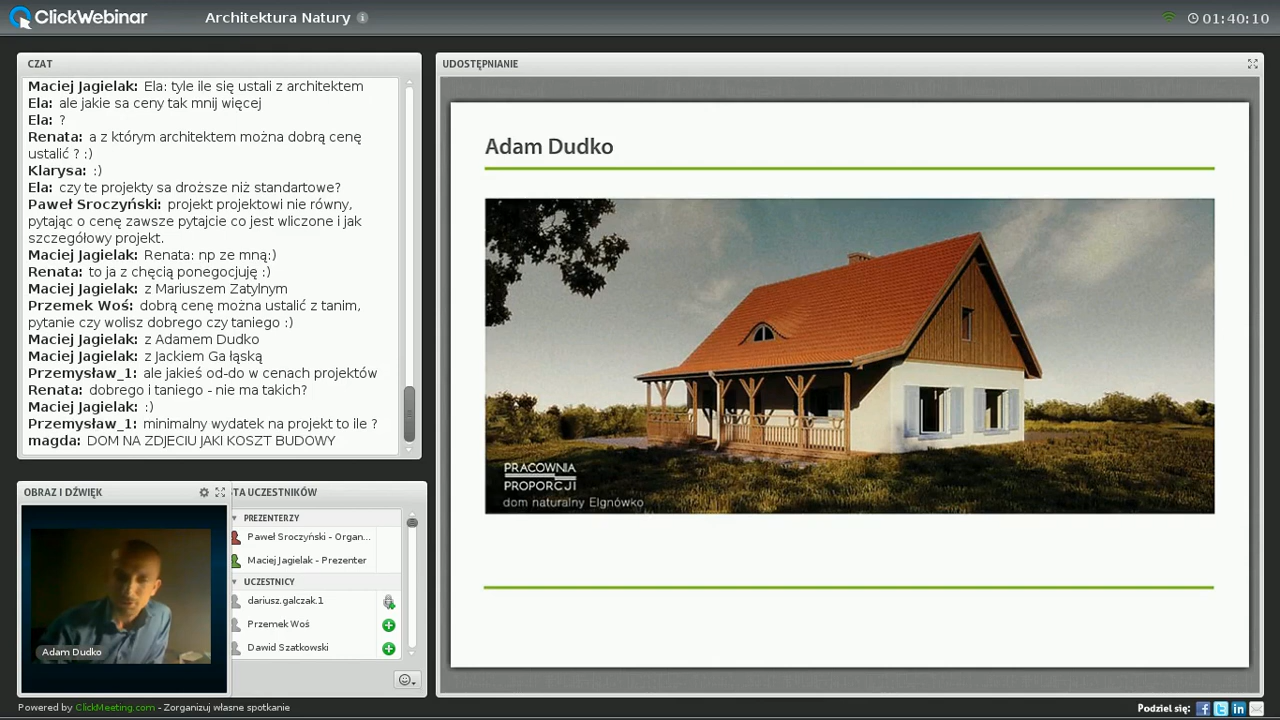 ClickWebinar
Architektura Natury
01:40:10
CZAT
Maciej Jagielak: Ela: tyle ile się ustali z architektem
Ela: ale jakie sa ceny tak mnij więcej
Ela: ?
Renata: a z którym architektem można dobrą cenę
ustalić ? :)
Klarysa: :)
Ela: czy te projekty sa droższe niż standartowe?
Paweł Sroczyński: projekt projektowi nie równy,
pytając o cenę zawsze pytajcie co jest wliczone i jak
szczegółowy projekt.
Maciej Jagielak: Renata: np ze mną:)
Renata: to ja z chęcią ponegocjuję :)
Maciej Jagielak: z Mariuszem Zatylnym
Przemek Woś: dobrą cenę można ustalić z tanim,
pytanie czy wolisz dobrego czy taniego :)
Maciej Jagielak: z Adamem Dudko
Maciej Jagielak: z Jackiem Ga łąską
Przemysław_1: ale jakieś od-do w cenach projektów
Renata: dobrego i taniego - nie ma takich?
Maciej Jagielak: :)
Przemysław_1: minimalny wydatek na projekt to ile ?
magda: DOM NA ZDJECIU JAKI KOSZT BUDOWY
OBRAZ I DŹWIĘK
Adam Dudko
STA UCZESTNIKÓW
PREZENTERZY
Paweł Sroczyński - Organ...
Maciej Jagielak - Prezenter
UCZESTNICY
dariusz.galczak.1
Przemek Woś
Dawid Szatkowski
UDOSTĘPNIANIE
Adam Dudko
PRACOWNIA
PROPORCJI
dom naturalny Elgnówko
Powered by ClickMeeting.com - Zorganizuj własne spotkanie
Podziel się: